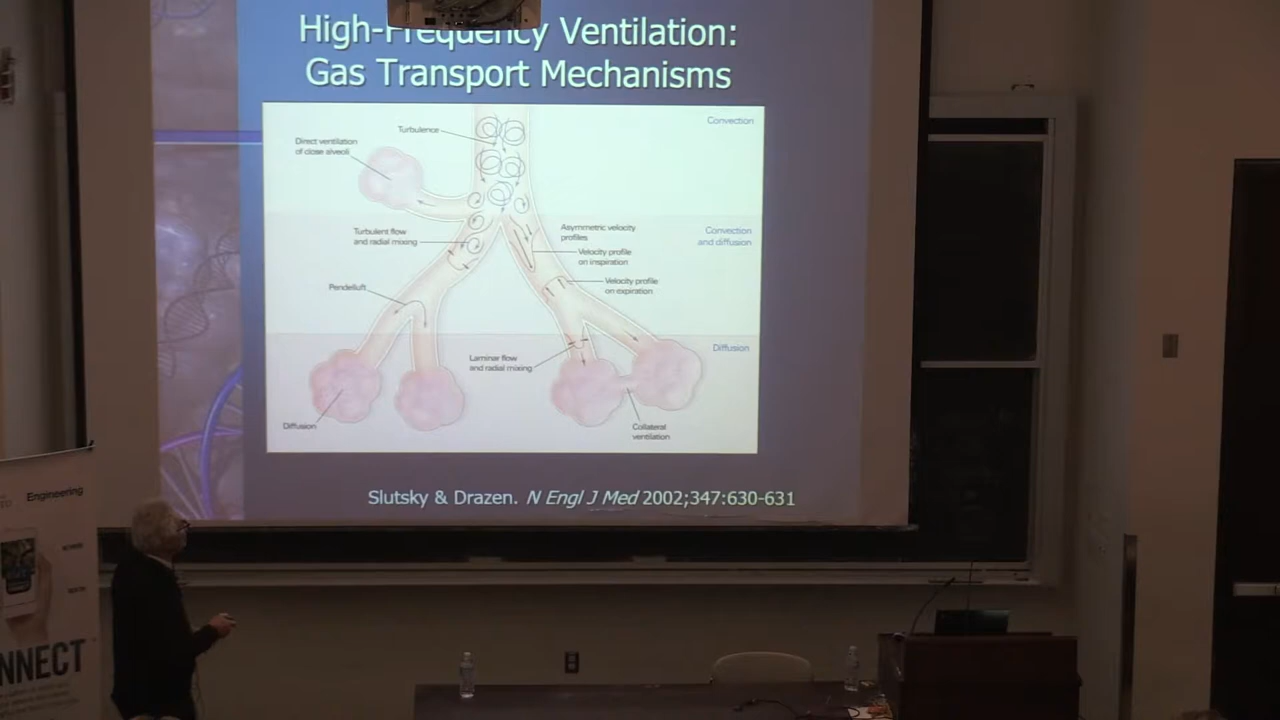 High-Frequency Ventilation:
Gas Transport Mechanisms
Convection
Turbulence
Direct ventilation
of close alveoli
Turbulent flow
and radial mixing
Asymmetric velocity
profiles
Convection
and diffusion
Velocity profile
on inspiration
Velocity profile
on expiration
Pendelluft
Diffusion
Laminar flow
and radial mixing
Diffusion
Collateral
ventilation
Slutsky & Drazen. N Engl J Med 2002;347:630-631
Engineering
NNECT